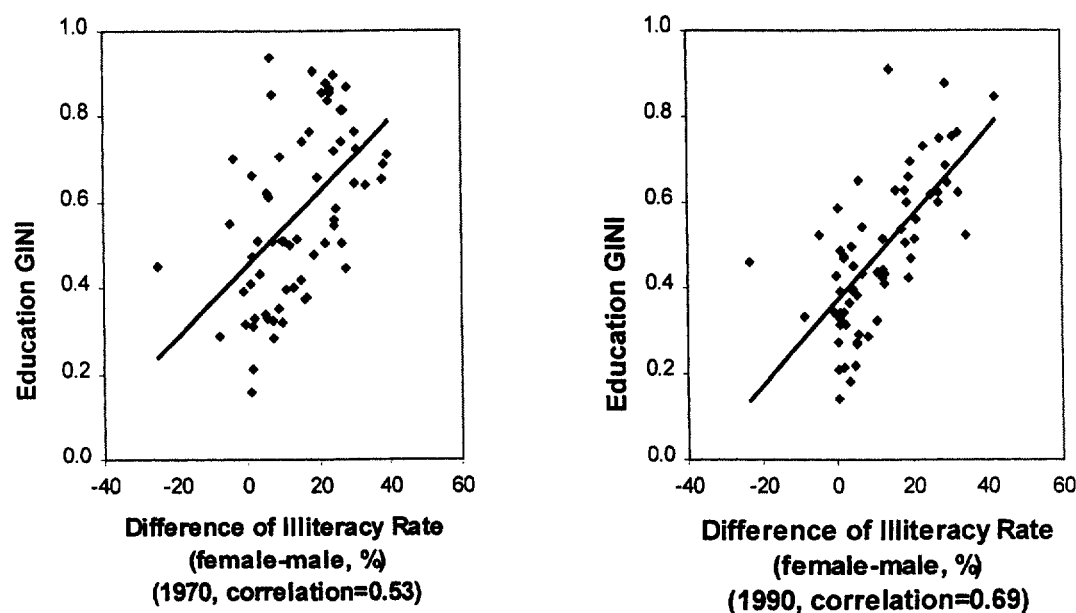 1.0
0.8
0.6
0.4
0.2
0.0
Education GINI
-40 -20 0 20 40 60
Difference of Illiteracy Rate
(female-male, %)
(1970, correlation=0.53)
1.0
0.8
0.6
0.4
0.2
0.0
Education GINI
-40 -20 0 20 40 60
Difference of Illiteracy Rate
(female-male, %)
(1990, correlation=0.69)